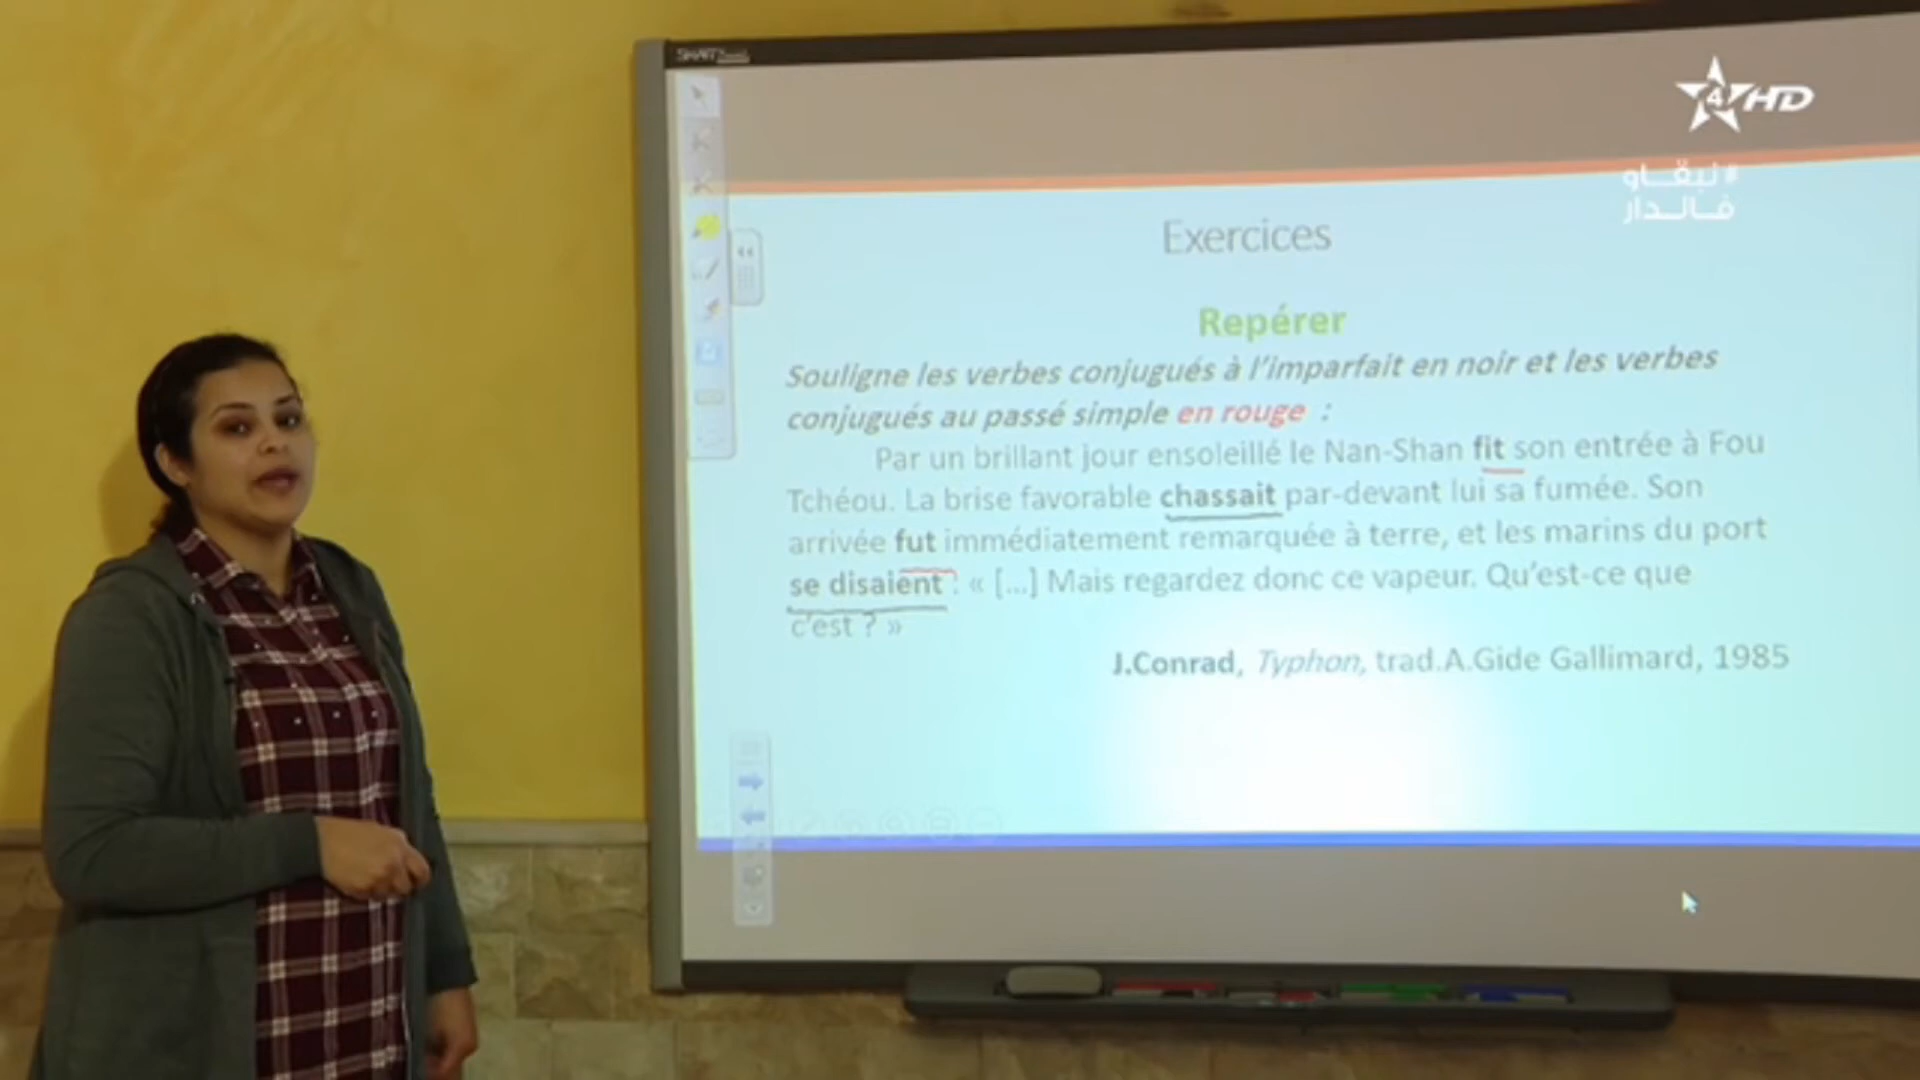 SMART
4 HD
#نبقاو
فالدار
Exercices
Repérer
Souligne les verbes conjugués à l'imparfait en noir et les verbes
conjugués au passé simple en rouge :
Par un brillant jour ensoleillé le Nan-Shan fit son entrée à Fou
Tchéou. La brise favorable chassait par-devant lui sa fumée. Son
arrivée fut immédiatement remarquée à terre, et les marins du port
se disaient : « [...] Mais regardez donc ce vapeur. Qu'est-ce que
c'est ? »
J.Conrad, Typhon, trad.A.Gide Gallimard, 1985